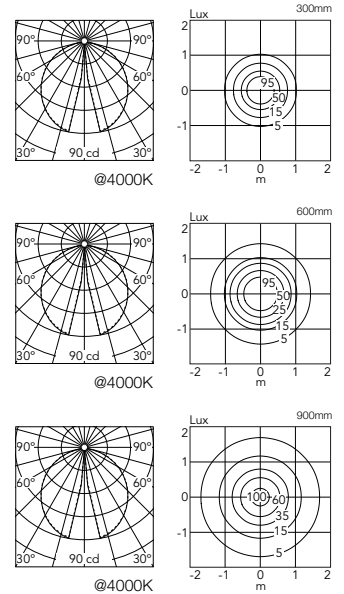 300mm
Lux
90° 90°
60° 60°
30° 90 cd 30°
@4000K
2
1
0
-1
95
50
15
5
-2 -1 0 1 2
m
600mm
Lux
90° 90°
60° 60°
30° 90 cd 30°
@4000K
2
1
0
-1
95
50
25
15
5
-2 -1 0 1 2
m
900mm
Lux
90° 90°
60° 60°
30° 90 cd 30°
@4000K
2
1
0
-1
100 60
35
15
5
-2 -1 0 1 2
m